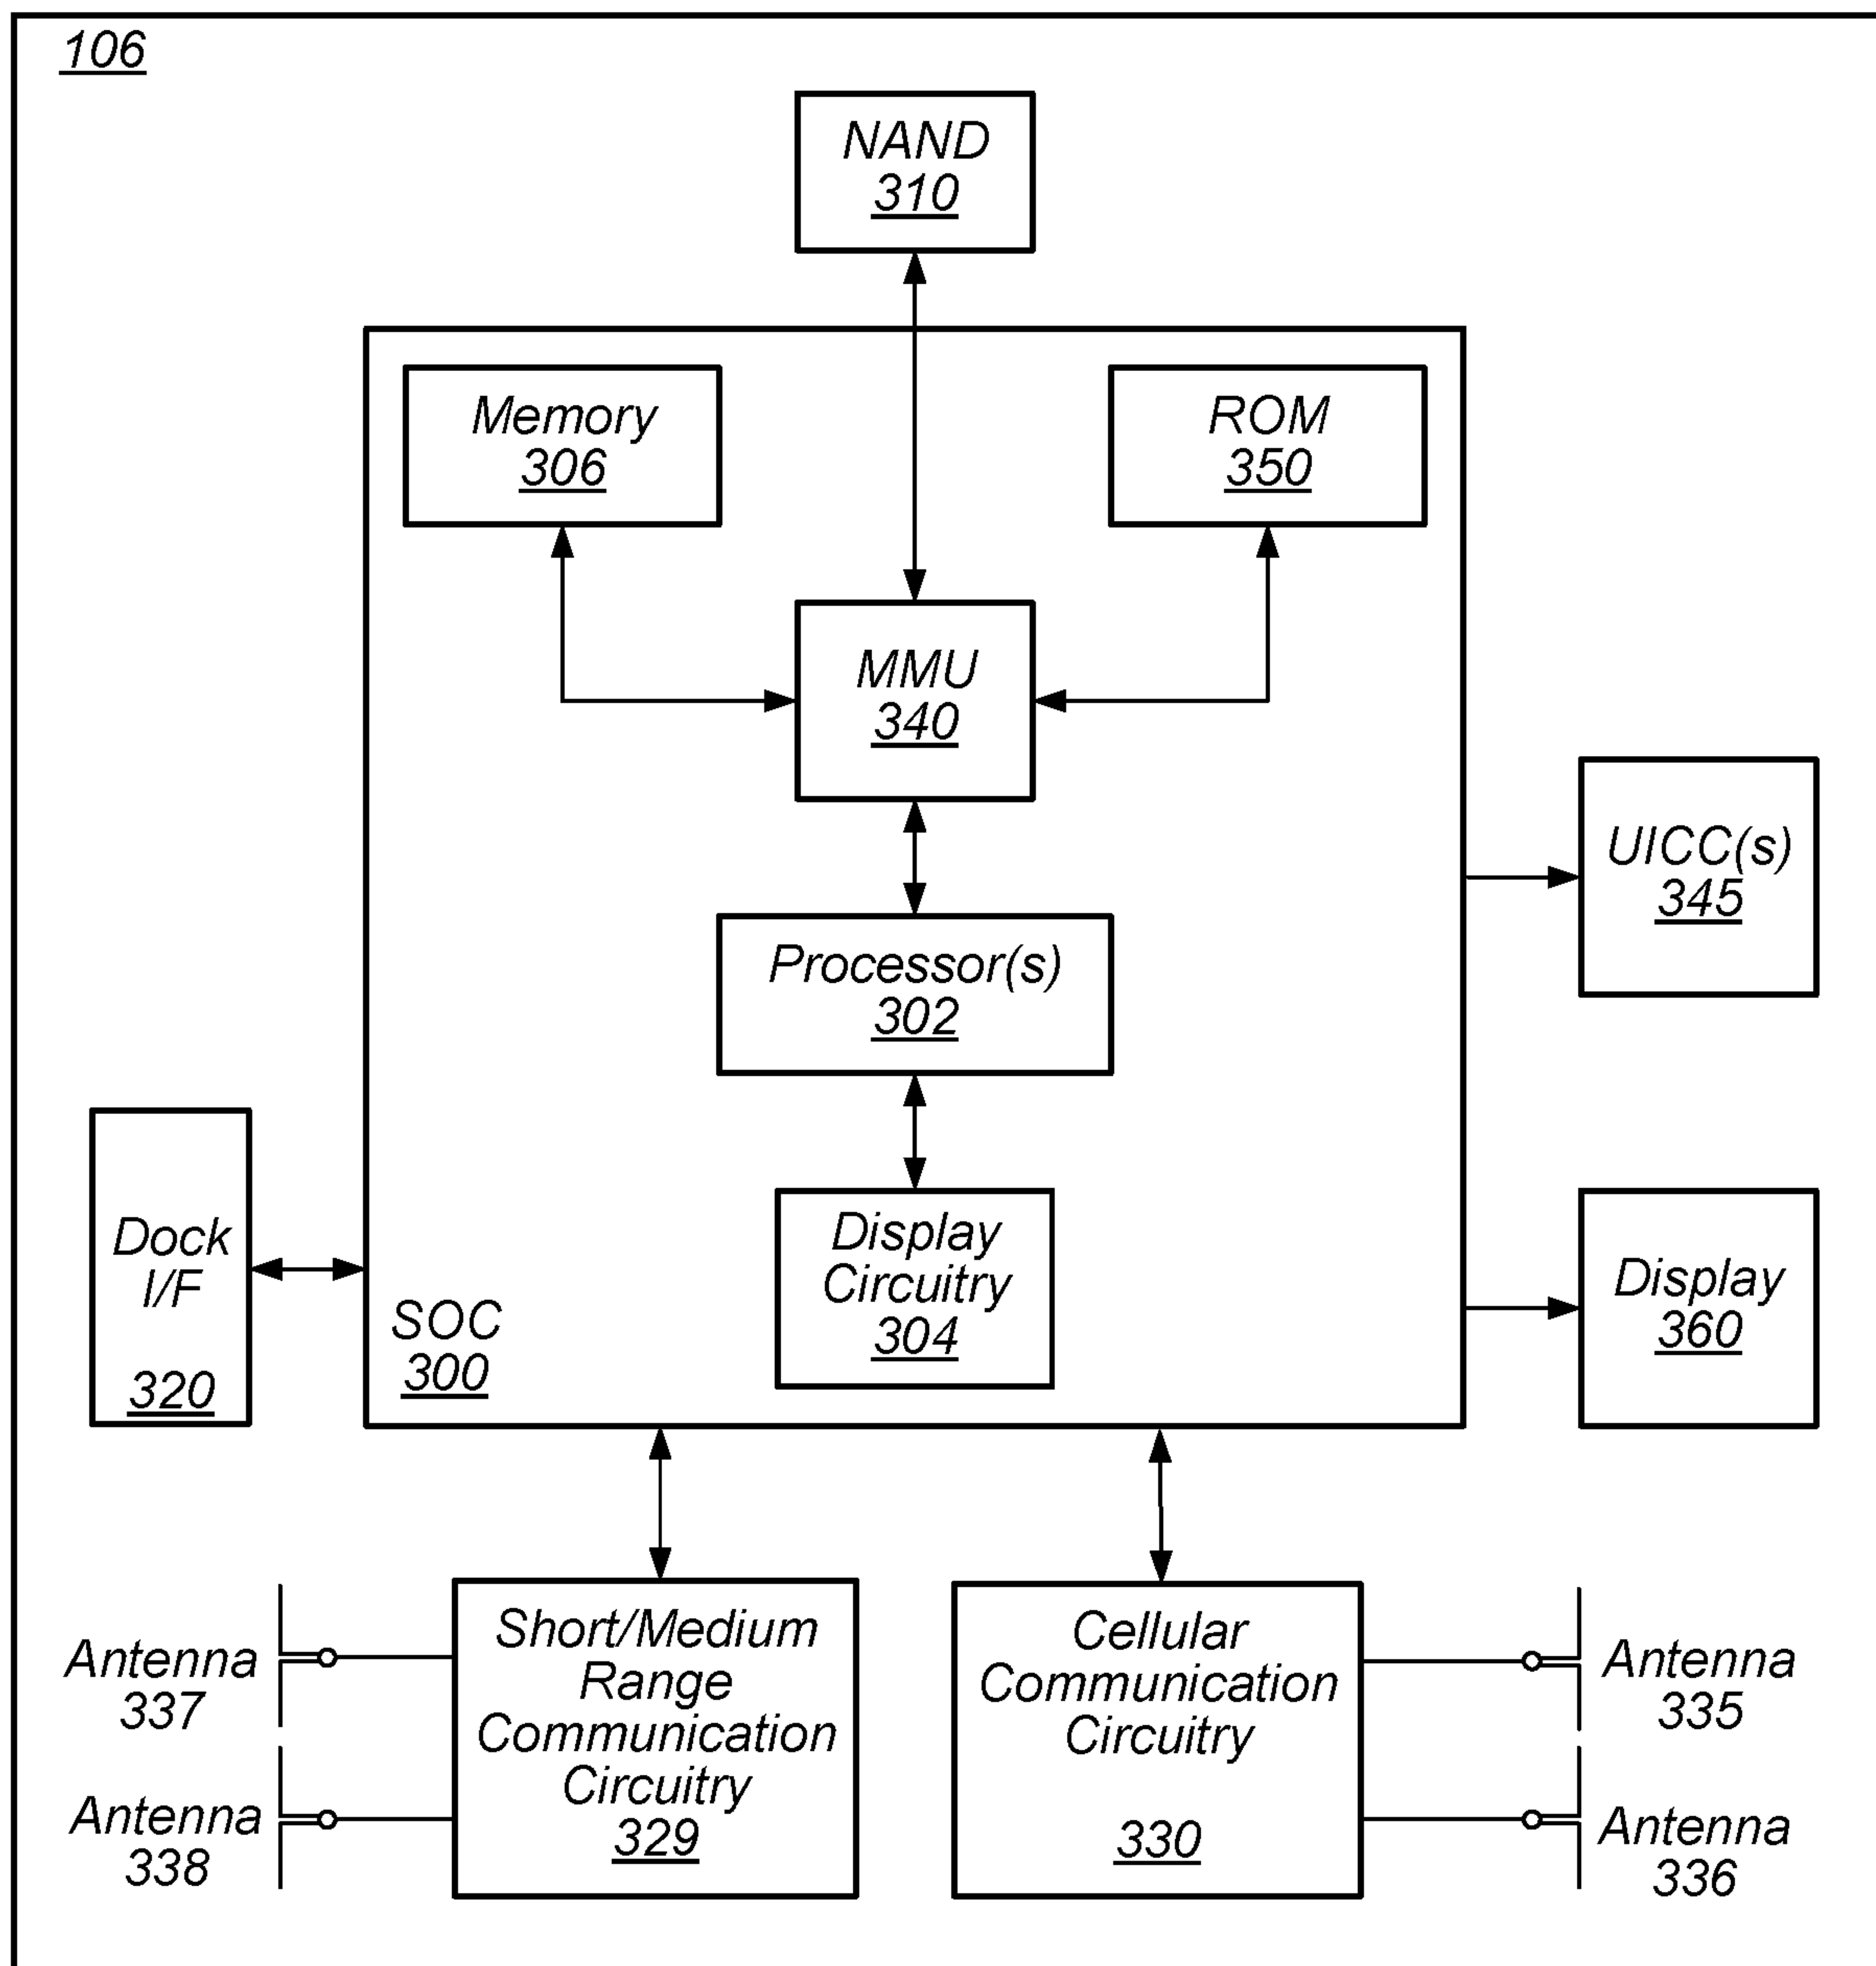 106
NAND
310
Memory
306
ROM
350
MMU
340
UICC(s)
345
Processor(s)
302
Dock
I/F
320
Display
Circuitry
304
SOC
300
Display
360
Short/Medium
Range
Communication
Circuitry
329
Cellular
Communication
Circuitry
330
Antenna
337
Antenna
338
Antenna
335
Antenna
336